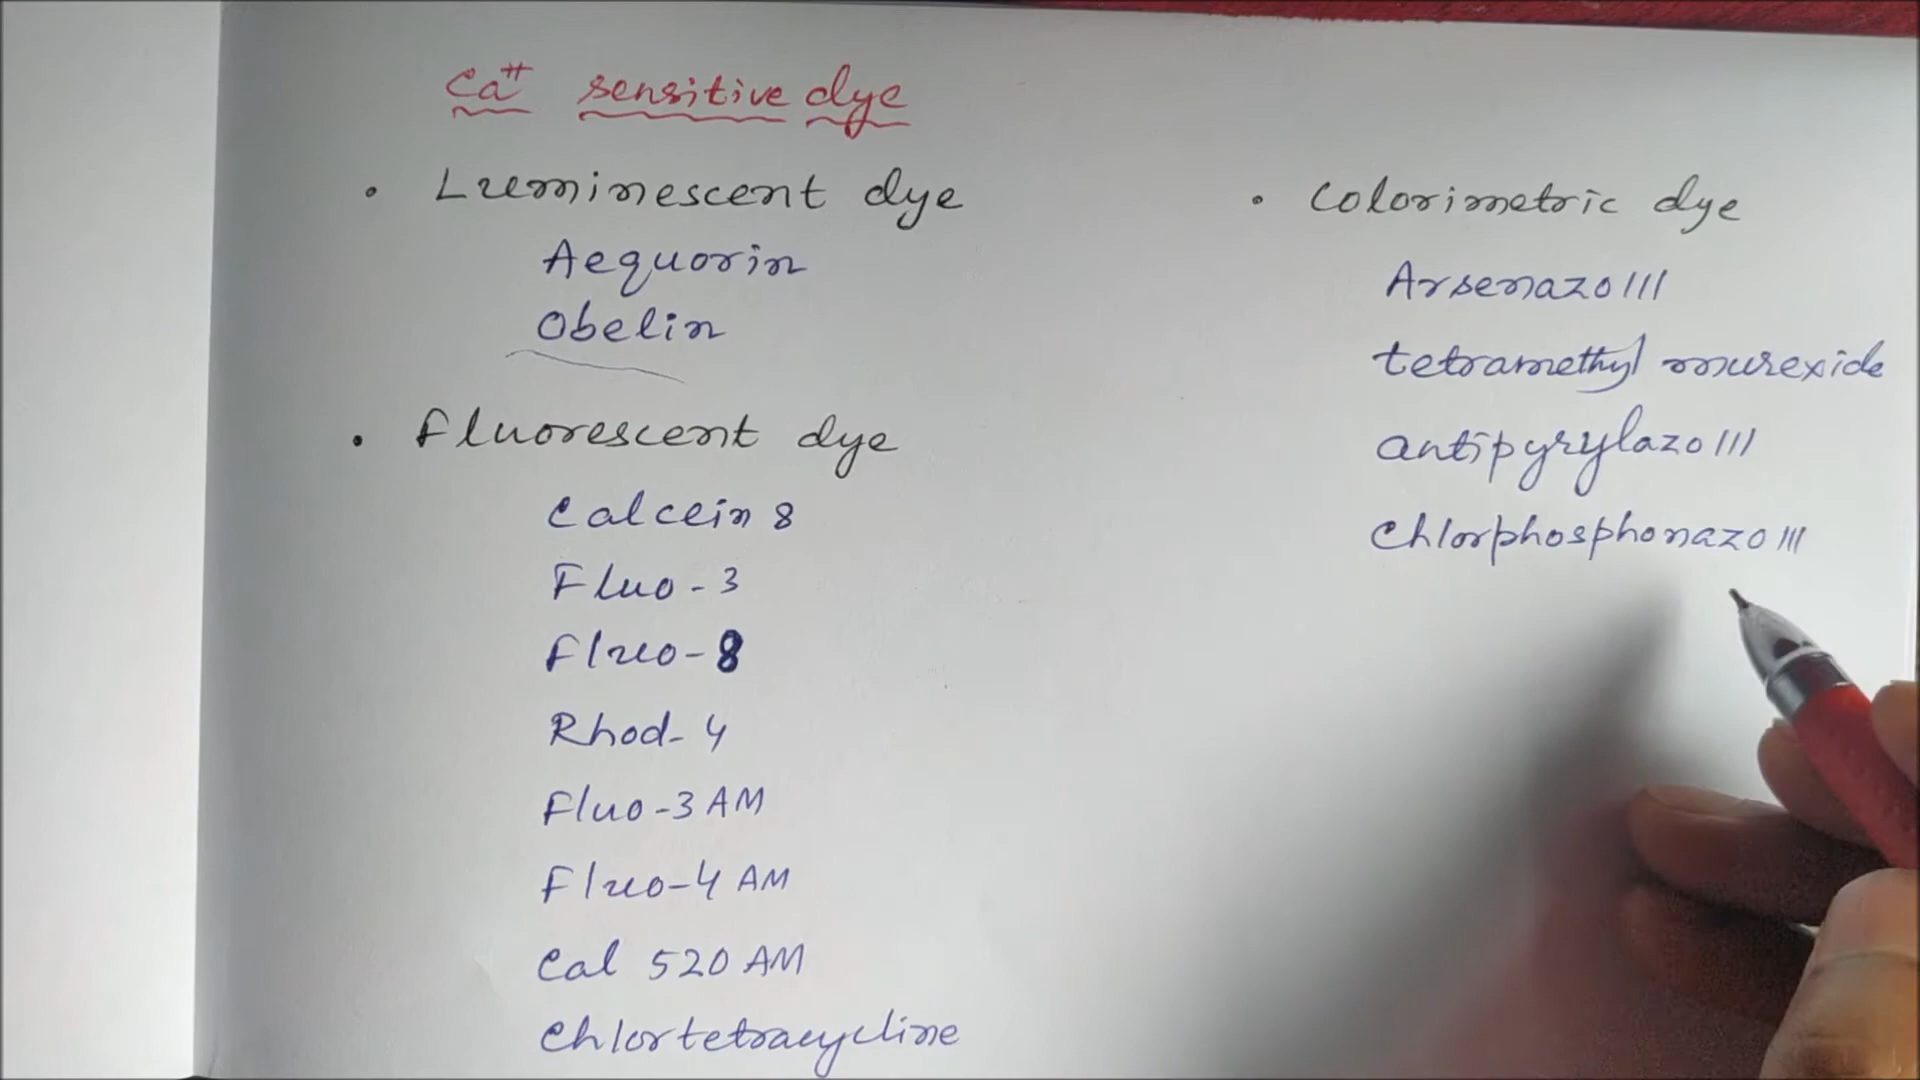 Ca++ sensitive dye
• Luminescent dye
Aequorin
Obelin
• Fluorescent dye
Calcein 8
Fluo-3
Fluo-8
Rhod-4
Fluo-3 AM
Fluo-4 AM
Cal 520 AM
Chlortetracycline
• Colorimetric dye
Arsenazo III
tetramethyl murexide
antipyrylazo III
Chlorphosphonazo III